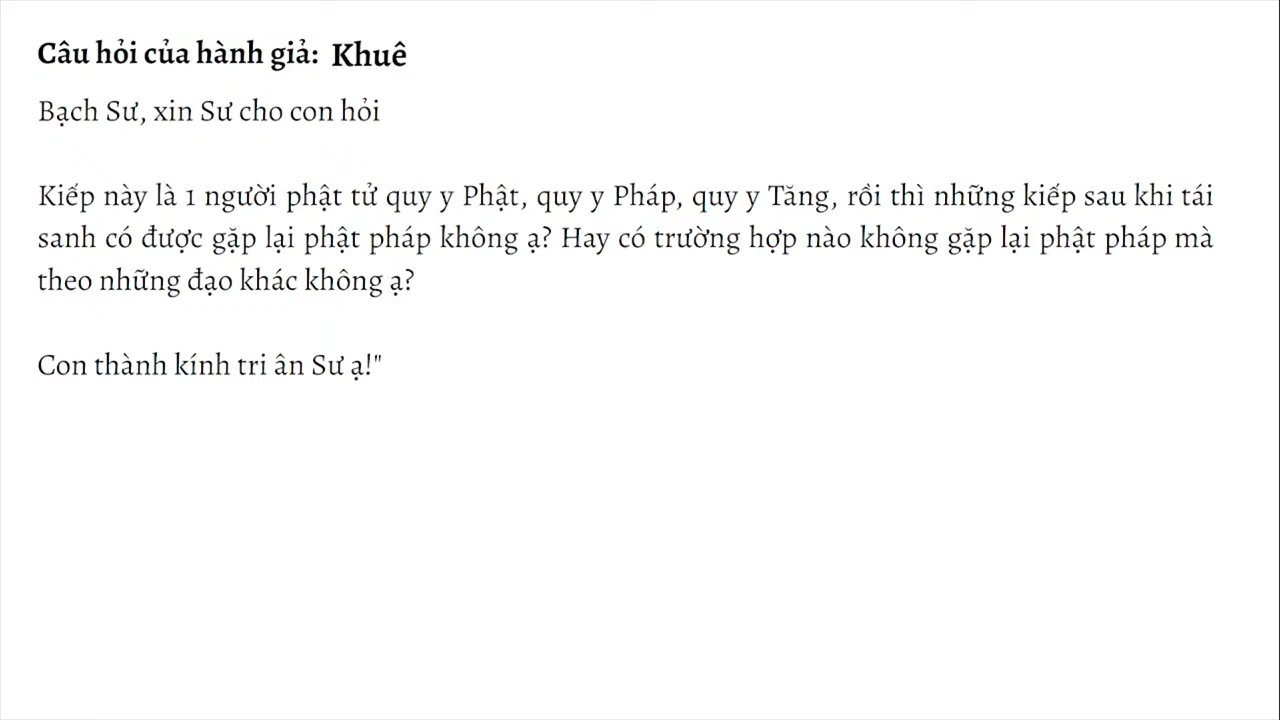 Câu hỏi của hành giả: Khuê
Bạch Sư, xin Sư cho con hỏi
Kiếp này là 1 người phật tử quy y Phật, quy y Pháp, quy y Tăng, rồi thì những kiếp sau khi tái
sanh có được gặp lại phật pháp không ạ? Hay có trường hợp nào không gặp lại phật pháp mà
theo những đạo khác không ạ?
Con thành kính tri ân Sư ạ!"